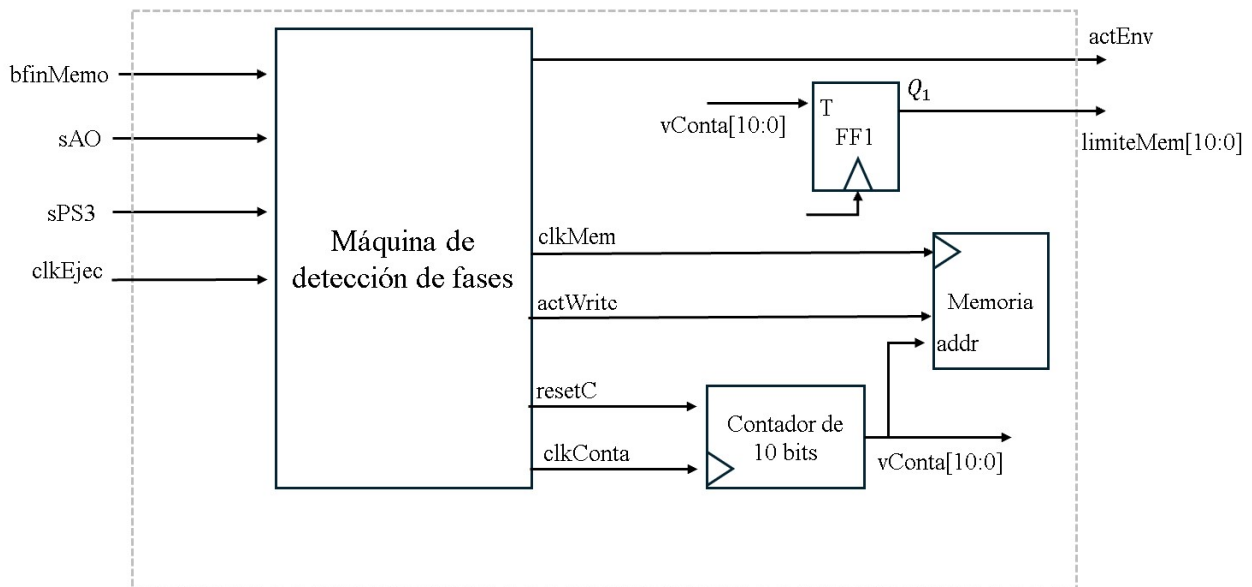 actEnv
bfinMemo
Q₁
T
vConta[10:0]
FF1
sAO
limiteMem[10:0]
sPS3
clkMem
Máquina de
detección de fases
clkEjec
actWrite
Memoria
addr
resetC
Contador de
10 bits
clkConta
vConta[10:0]